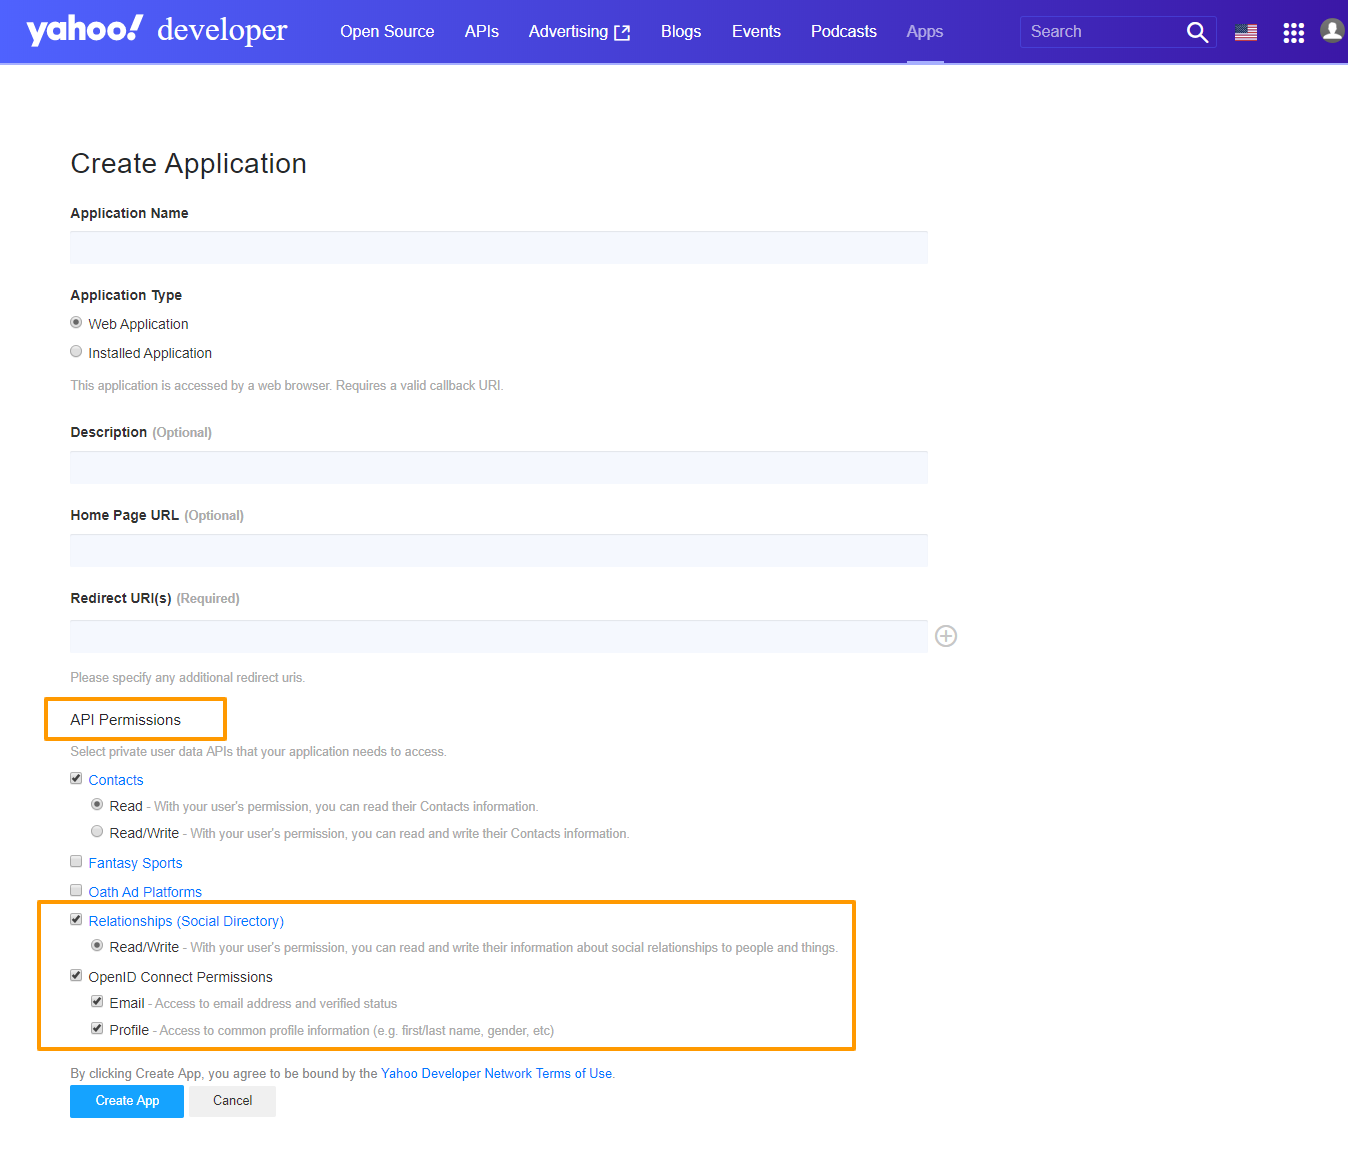 yahoo! developer Open Source APIs Advertising Blogs Events Podcasts Apps Search
Create Application
Application Name
Application Type
Web Application
Installed Application
This application is accessed by a web browser. Requires a valid callback URI.
Description (Optional)
Home Page URL (Optional)
Redirect URI(s) (Required)
Please specify any additional redirect uris.
API Permissions
Select private user data APIs that your application needs to access.
Contacts
Read - With your user's permission, you can read their Contacts information.
Read/Write - With your user's permission, you can read and write their Contacts information.
Fantasy Sports
Oath Ad Platforms
Relationships (Social Directory)
Read/Write - With your user's permission, you can read and write their information about social relationships to people and things.
OpenID Connect Permissions
Email - Access to email address and verified status
Profile - Access to common profile information (e.g. first/last name, gender, etc)
By clicking Create App, you agree to be bound by the Yahoo Developer Network Terms of Use.
Create App Cancel